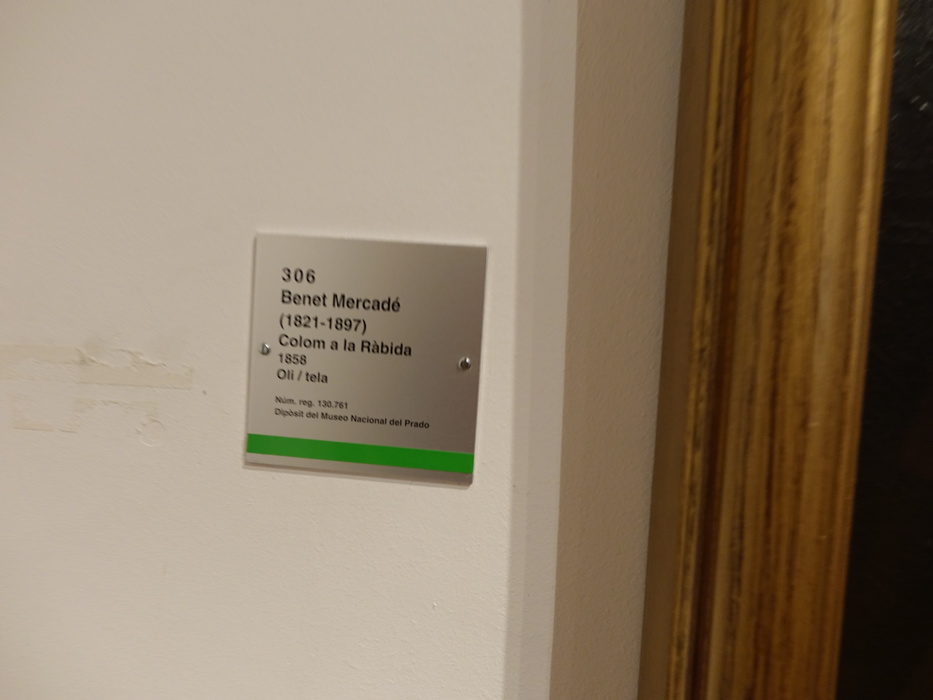 306
Benet Mercadé
(1821-1897)
Colom a la Ràbida
1858
Oli / tela
Núm. reg. 130.761
Dipòsit del Museo Nacional del Prado